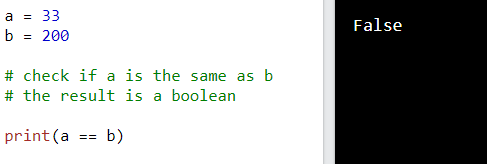 a = 33
b = 200
# check if a is the same as b
# the result is a boolean
print(a == b)
False